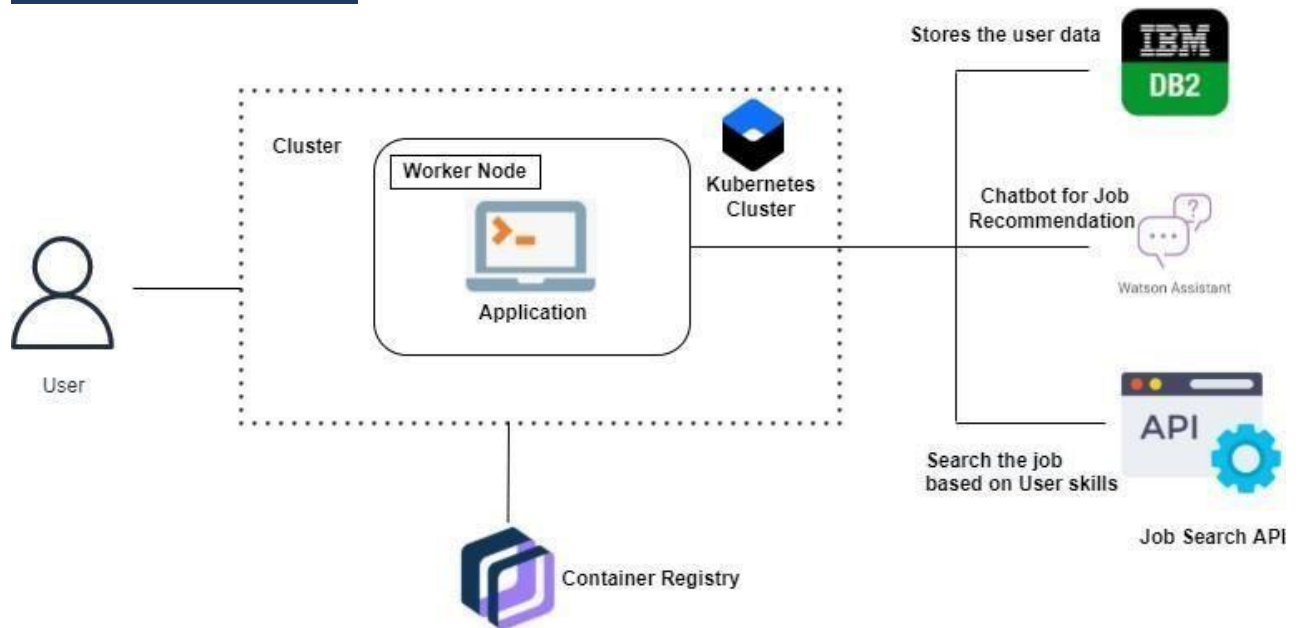 Stores the user data
IBM
DB2
Cluster
Worker Node
Kubernetes
Cluster
Application
Chatbot for Job
Recommendation
?
Watson Assistant
User
API
Search the job
based on User skills
Job Search API
Container Registry